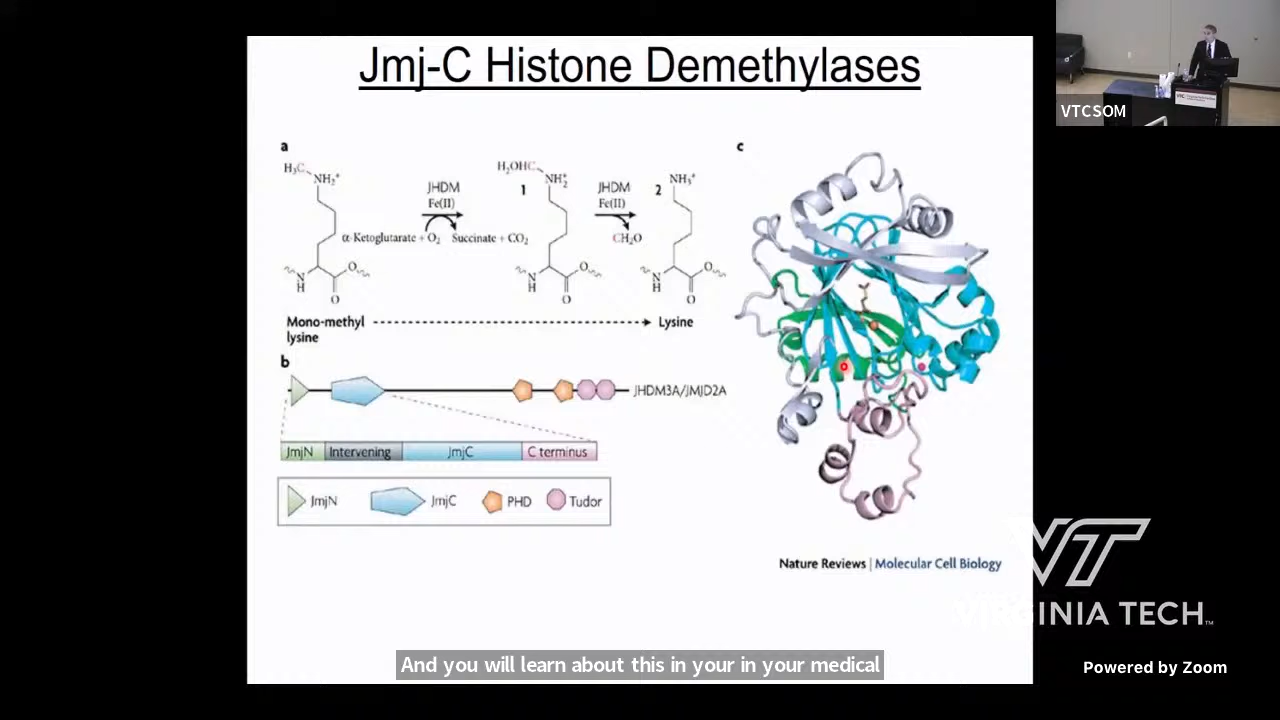 Jmj-C Histone Demethylases
a
H₃C
NH₂⁺
JHDM
Fe(II)
α-Ketoglutarate + O₂ Succinate + CO₂
N
H
O
O
H₂OHC
1
NH₂⁺
JHDM
Fe(II)
CH₂O
N
H
O
O
2
NH₃⁺
N
H
O
O
Mono-methyl
lysine
Lysine
b
JHDM3A/JMJD2A
JmjN Intervening JmjC C terminus
JmjN JmjC PHD Tudor
c
Nature Reviews | Molecular Cell Biology
VTCSOM
VTC
VT
VIRGINIA TECH™
And you will learn about this in your in your medical
Powered by Zoom